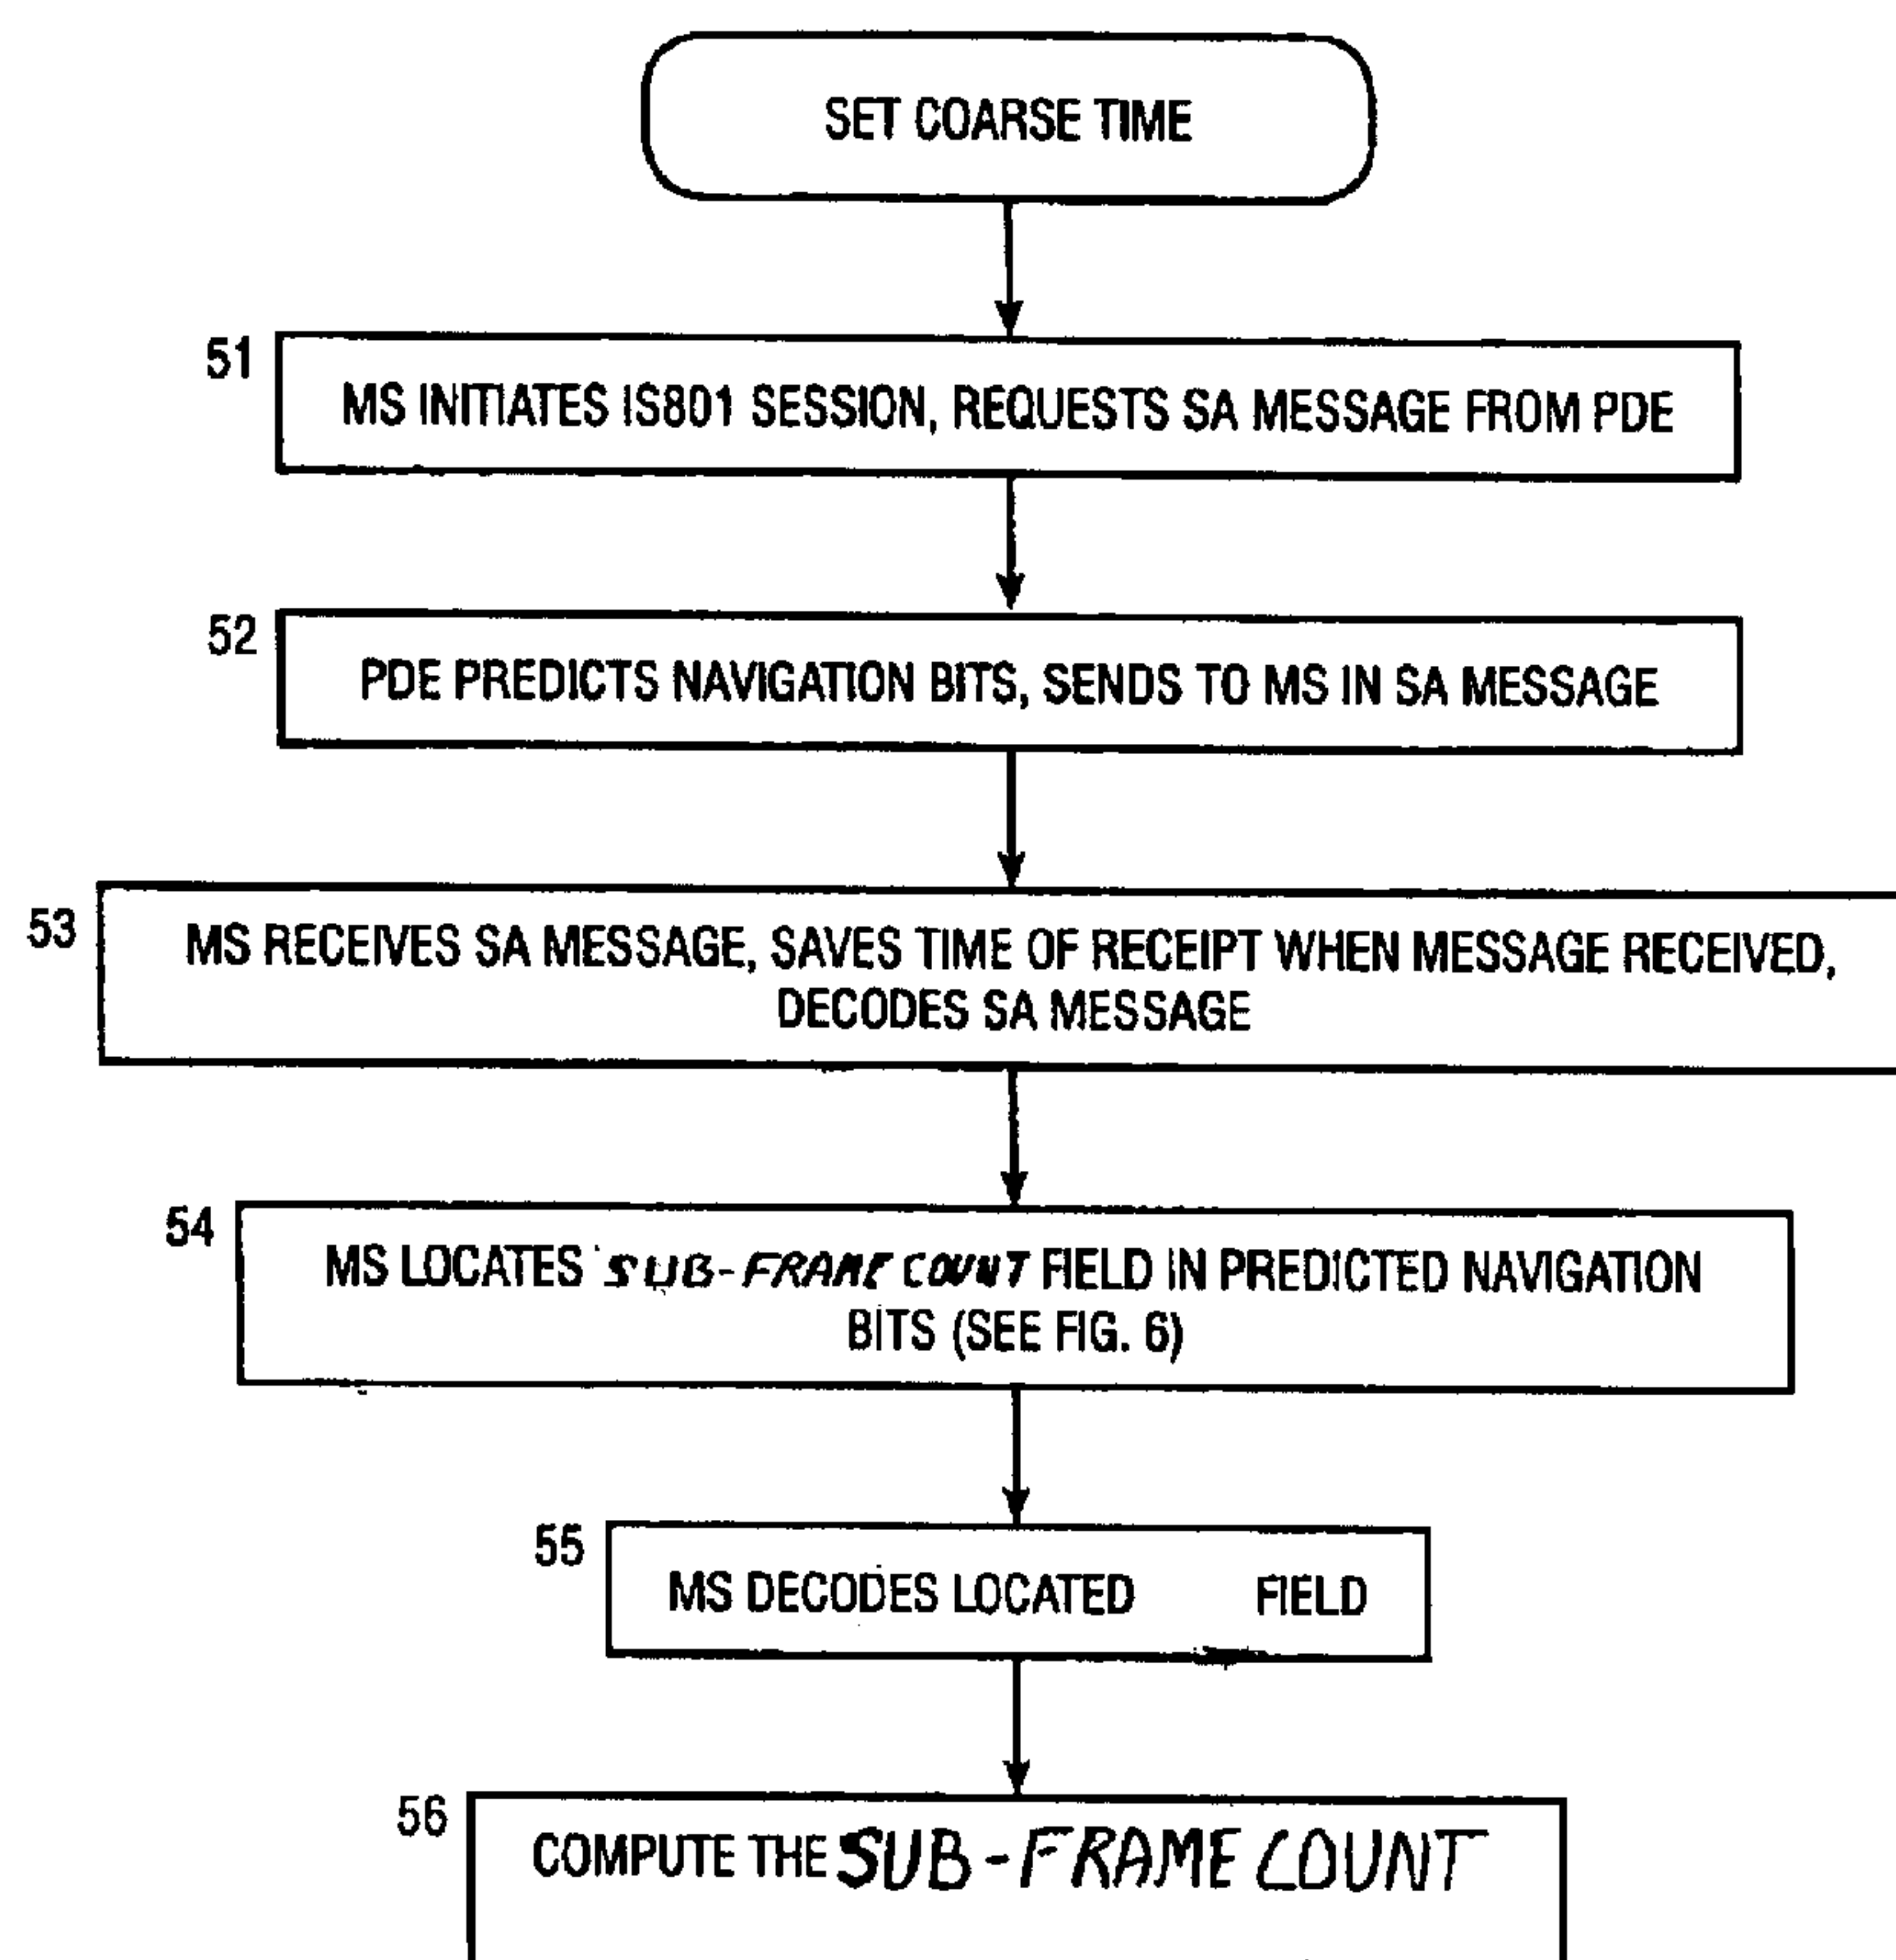 SET COARSE TIME
51
MS INITIATES IS801 SESSION, REQUESTS SA MESSAGE FROM PDE
52
PDE PREDICTS NAVIGATION BITS, SENDS TO MS IN SA MESSAGE
53
MS RECEIVES SA MESSAGE, SAVES TIME OF RECEIPT WHEN MESSAGE RECEIVED,
DECODES SA MESSAGE
54
MS LOCATES SUB-FRAME COUNT FIELD IN PREDICTED NAVIGATION
BITS (SEE FIG. 6)
55
MS DECODES LOCATED FIELD
56
COMPUTE THE SUB-FRAME COUNT